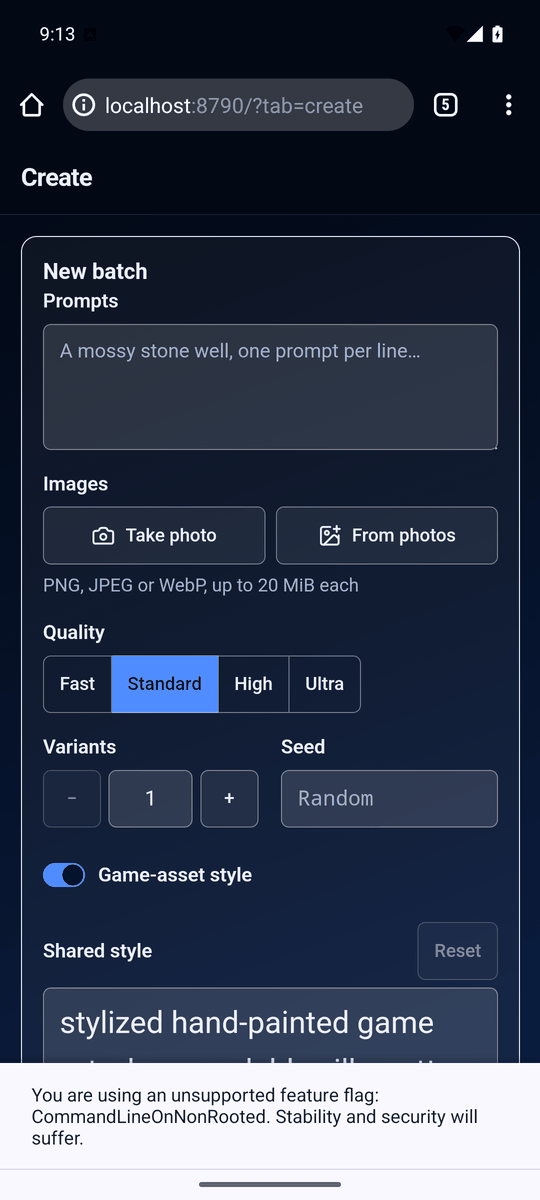 9:13
localhost:8790/?tab=create
5
Create
New batch
Prompts
A mossy stone well, one prompt per line…
Images
Take photo
From photos
PNG, JPEG or WebP, up to 20 MiB each
Quality
Fast
Standard
High
Ultra
Variants
Seed
−
1
+
Random
Game-asset style
Shared style
Reset
stylized hand-painted game
You are using an unsupported feature flag:
CommandLineOnNonRooted. Stability and security will
suffer.